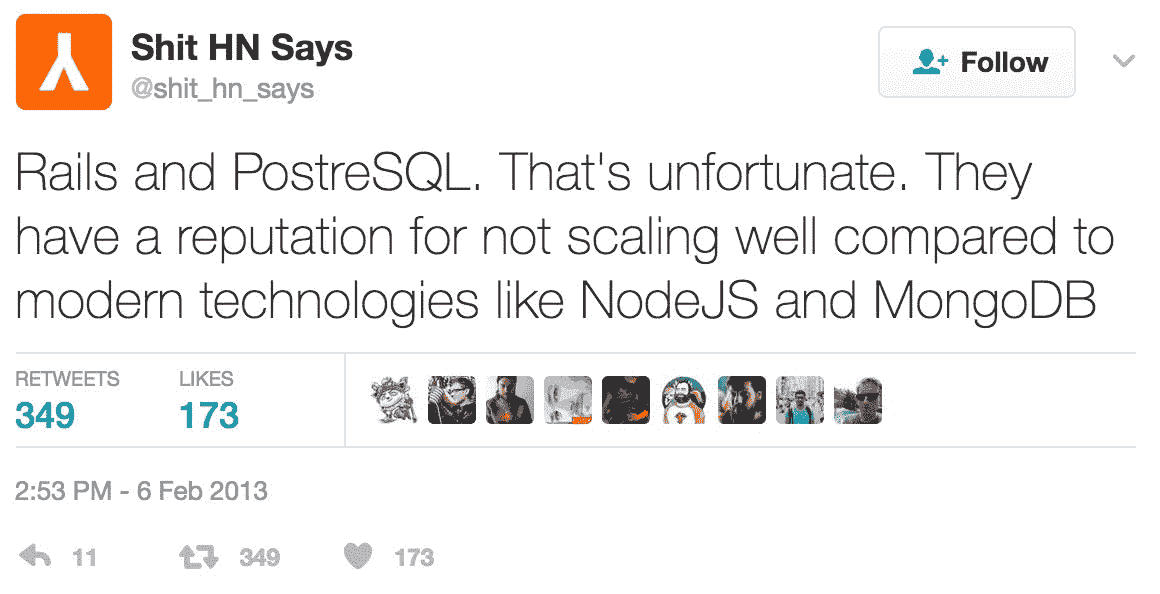 Shit HN Says
@shit_hn_says
Follow
Rails and PostreSQL. That's unfortunate. They
have a reputation for not scaling well compared to
modern technologies like NodeJS and MongoDB
RETWEETS LIKES
349 173
2:53 PM - 6 Feb 2013
11 349 173